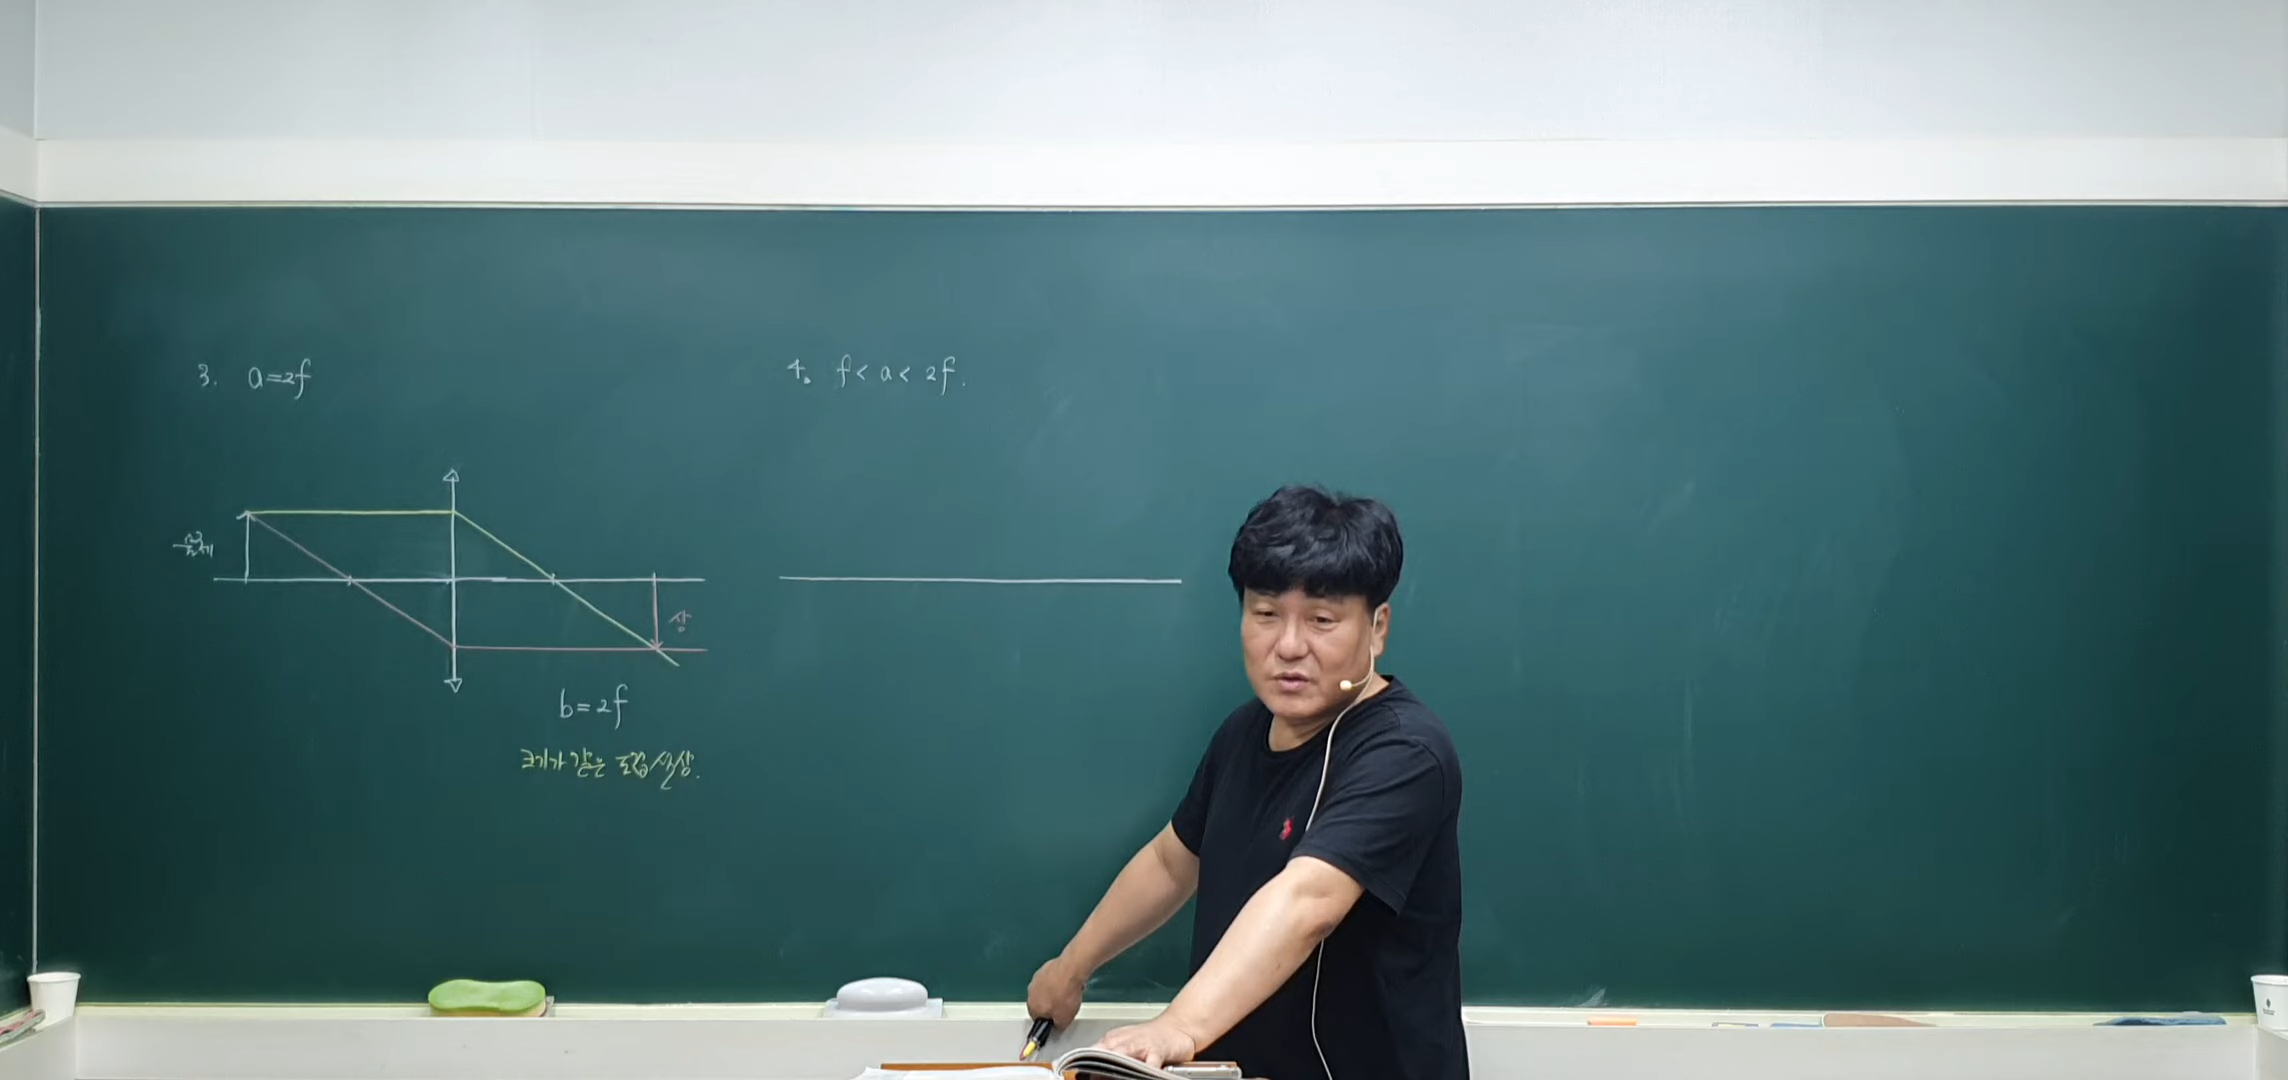 3. a=2f
물체
상
b=2f
크기가 같은 도립실상.
4. f<a<2f.